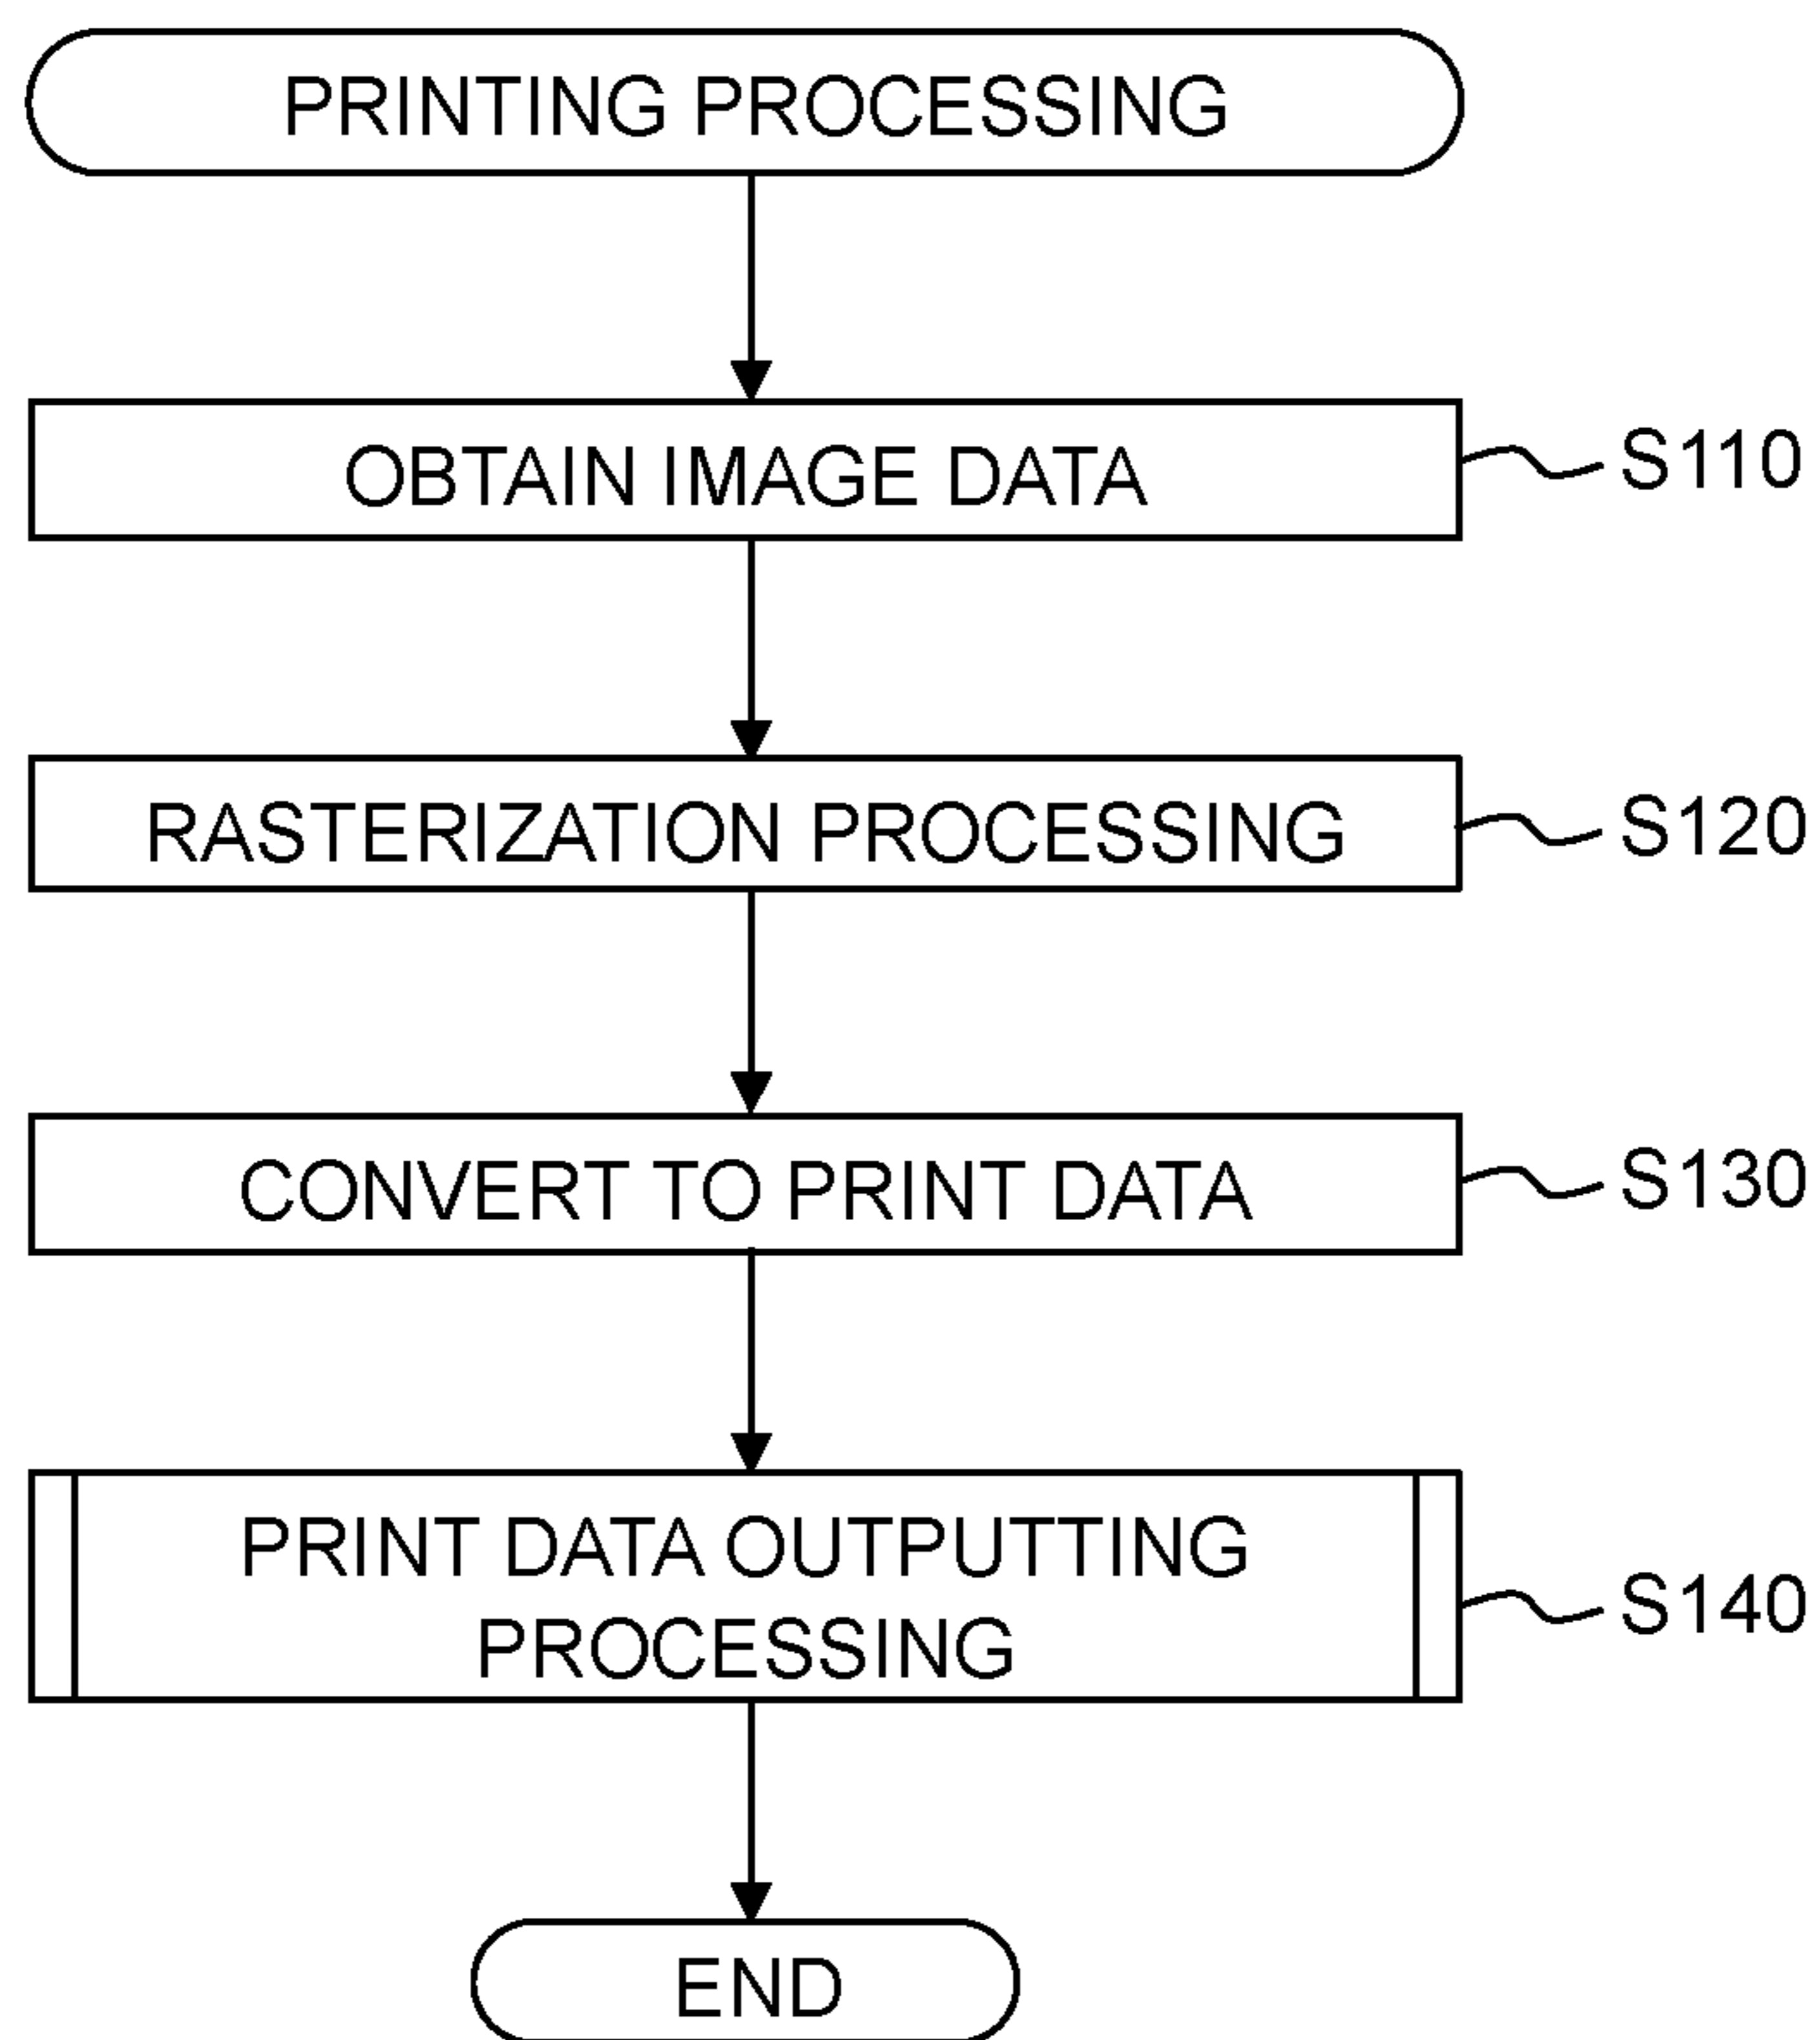 PRINTING PROCESSING
OBTAIN IMAGE DATA
S110
RASTERIZATION PROCESSING
S120
CONVERT TO PRINT DATA
S130
PRINT DATA OUTPUTTING
PROCESSING
S140
END